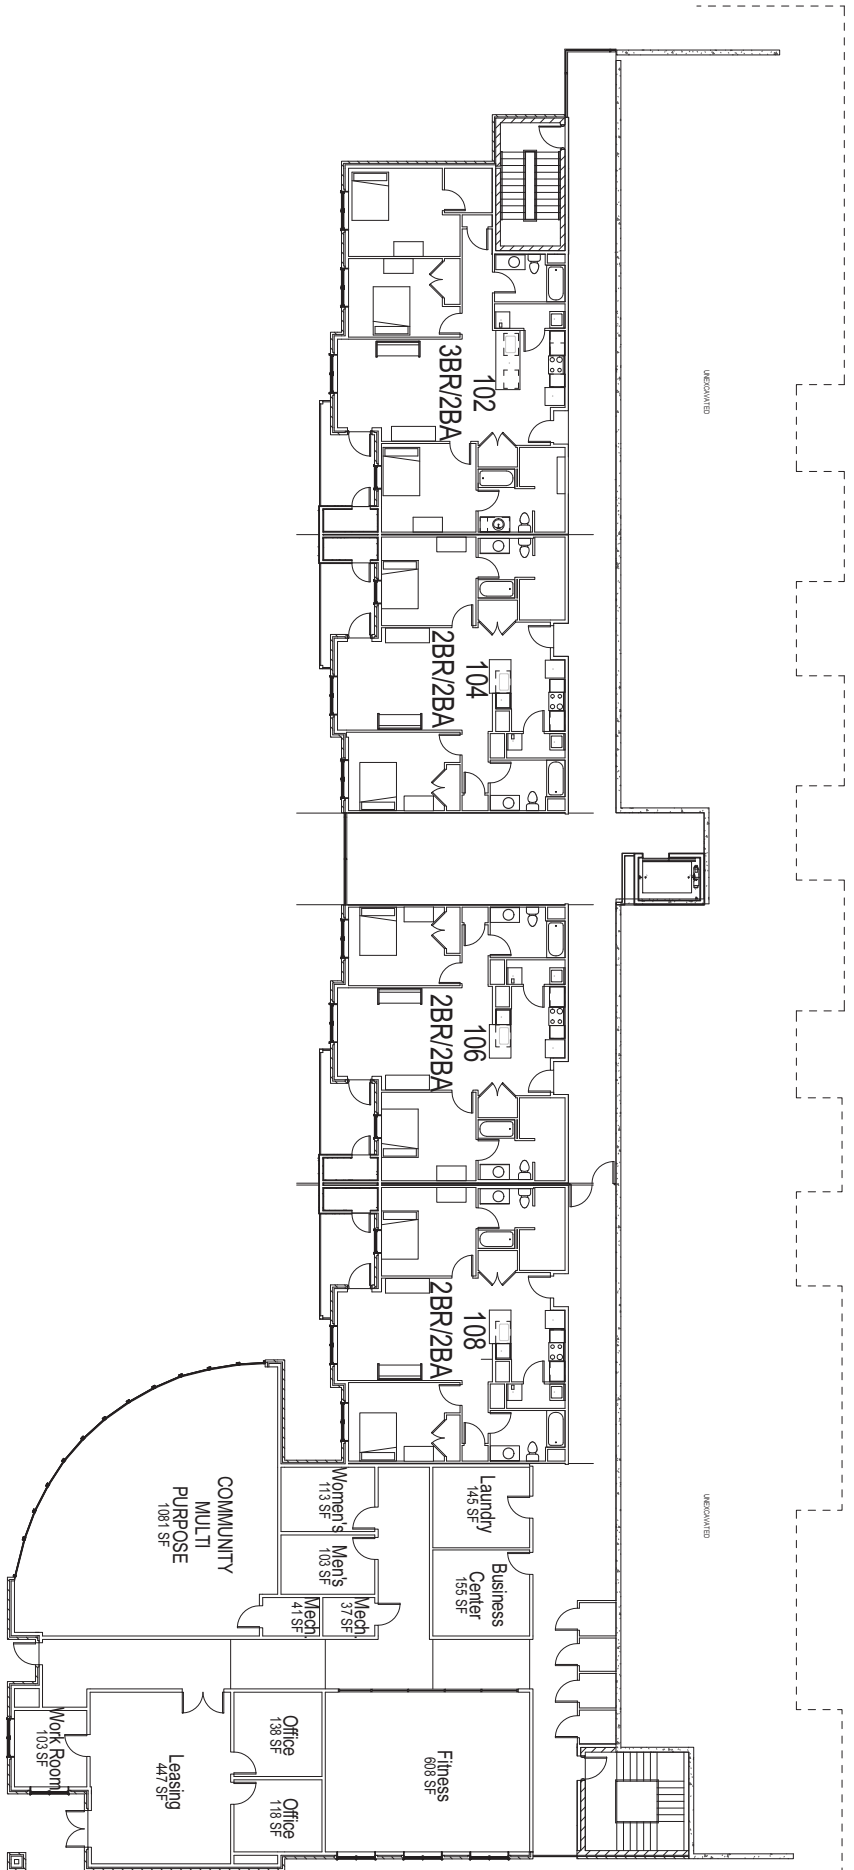 UNEXCAVATED
102
3BR/2BA
104
2BR/2BA
106
2BR/2BA
108
2BR/2BA
UNEXCAVATED
Laundry
145 SF
Women's
113 SF
COMMUNITY
MULTI
PURPOSE
1081 SF
Business
Center
155 SF
Men's
103 SF
Mech.
37 SF
Mech.
41 SF
Work Room
103 SF
Leasing
447 SF
Office
138 SF
Office
118 SF
Fitness
608 SF